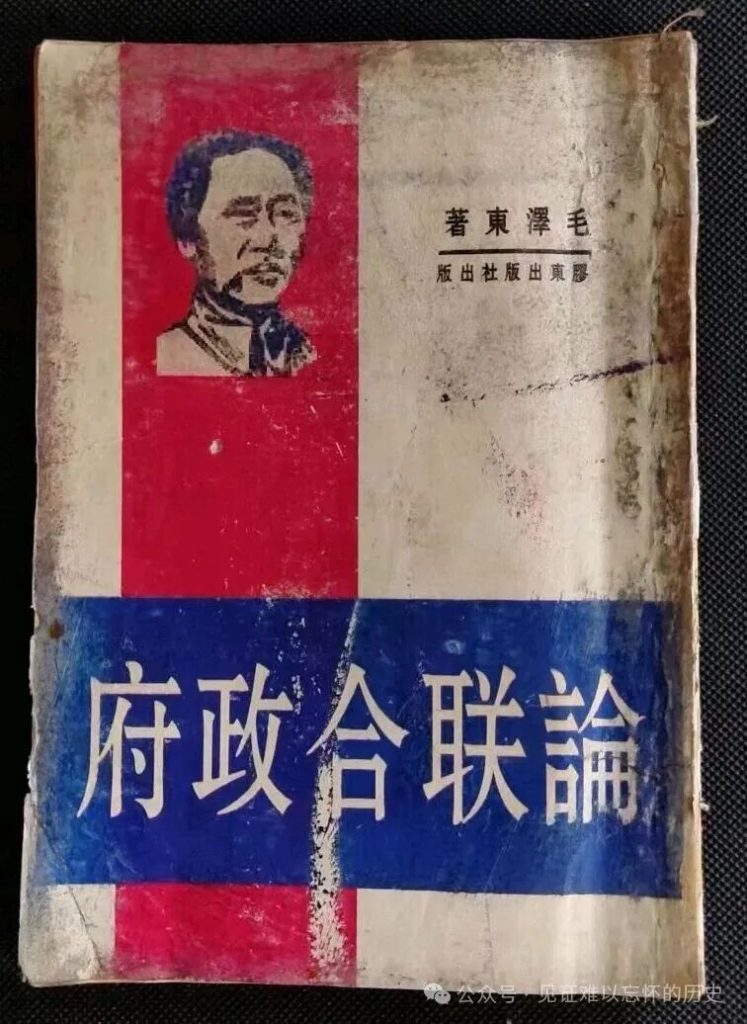 毛澤東著
膠東出版社出版
論联合政府
公众号·见证难以忘怀的历史